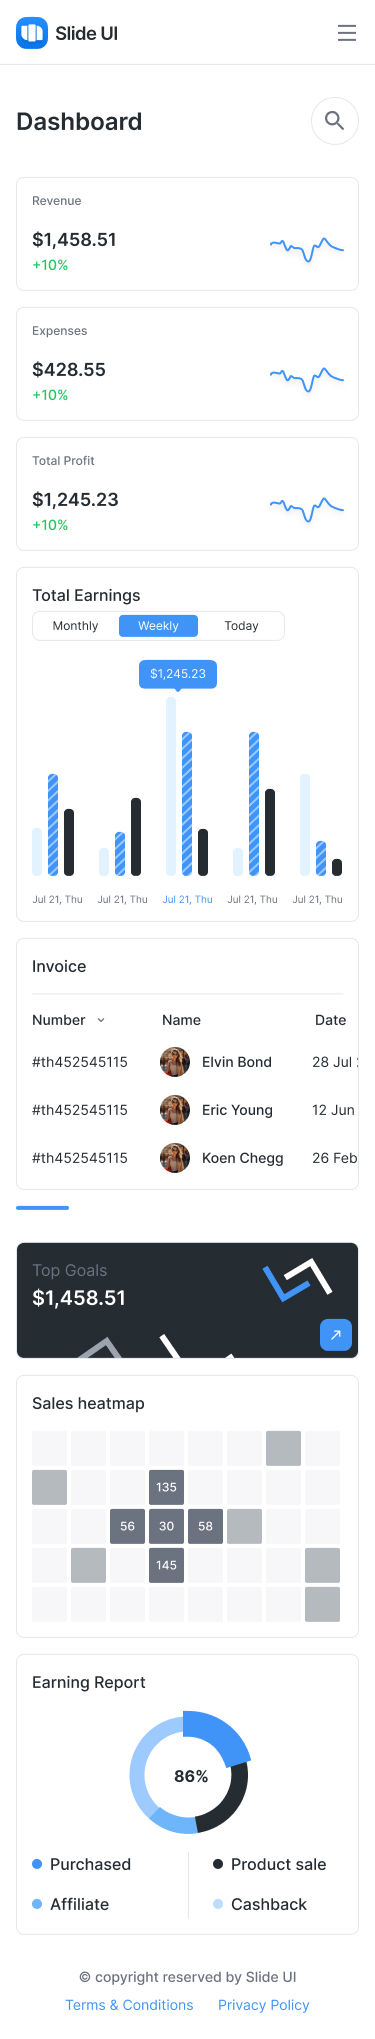 Slide UI
Dashboard
Revenue
$1,458.51
+10%
Expenses
$428.55
+10%
Total Profit
$1,245.23
+10%
Total Earnings
Monthly Weekly Today
$1,245.23
Jul 21, Thu Jul 21, Thu Jul 21, Thu Jul 21, Thu Jul 21, Thu
Invoice
Number Name Date
#th452545115 Elvin Bond 28 Jul
#th452545115 Eric Young 12 Jun
#th452545115 Koen Chegg 26 Feb
Top Goals
$1,458.51
Sales heatmap
135
56 30 58
145
Earning Report
86%
Purchased Product sale
Affiliate Cashback
© copyright reserved by Slide UI
Terms & Conditions Privacy Policy